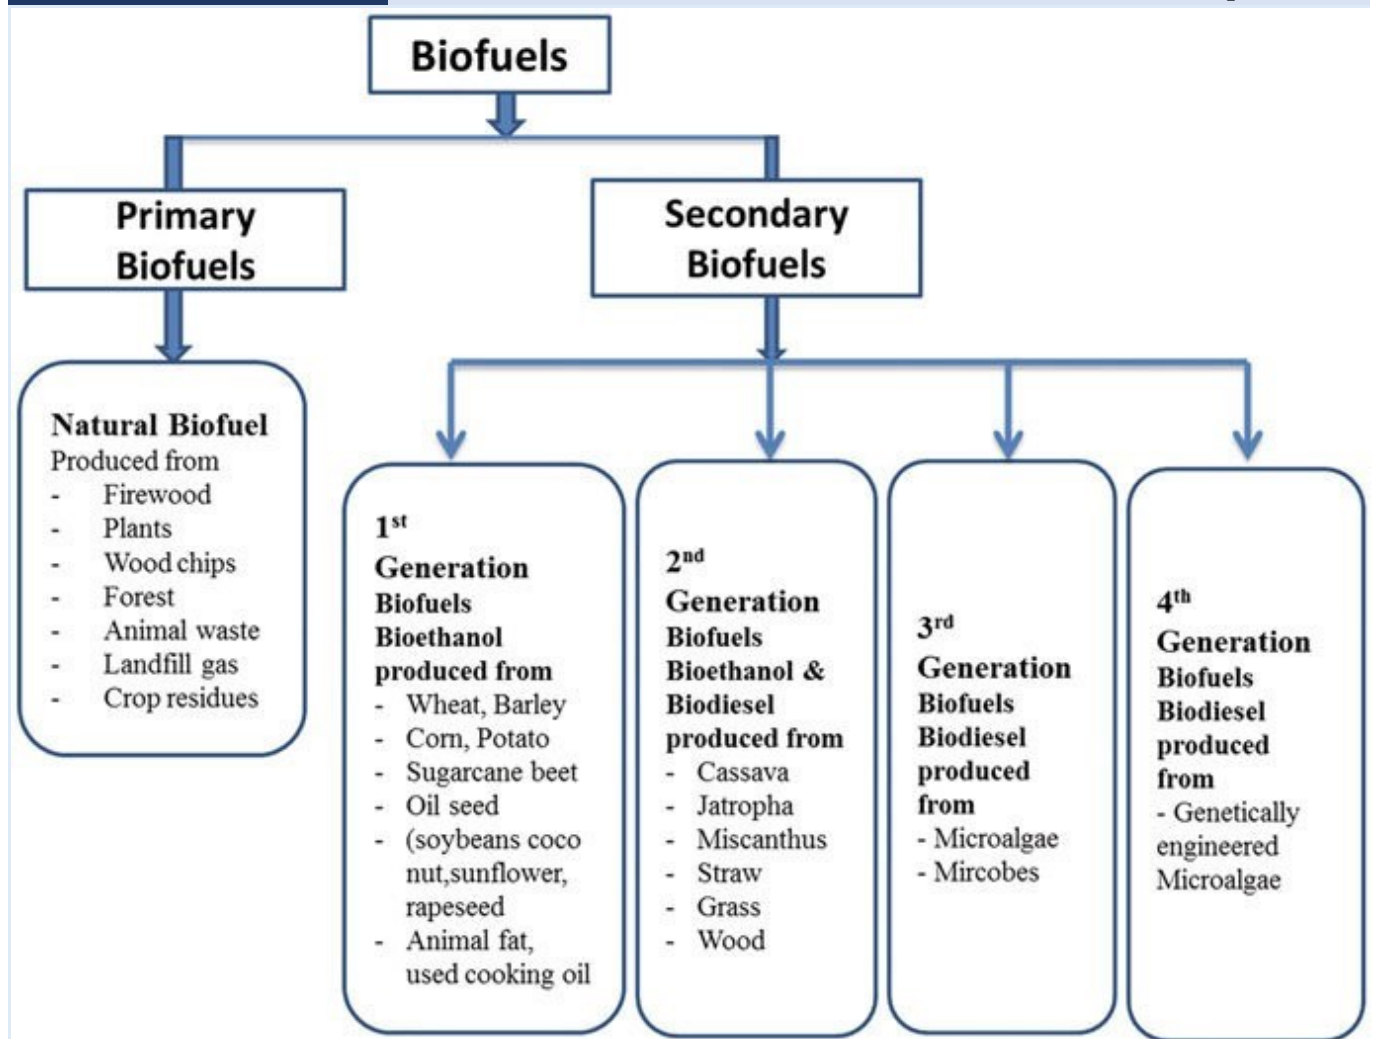 Biofuels
Primary
Biofuels
Secondary
Biofuels
Natural Biofuel
Produced from
- Firewood
- Plants
- Wood chips
- Forest
- Animal waste
- Landfill gas
- Crop residues
1st
Generation
Biofuels
Bioethanol
produced from
- Wheat, Barley
- Corn, Potato
- Sugarcane beet
- Oil seed
- (soybeans coco
nut,sunflower,
rapeseed
- Animal fat,
used cooking oil
2nd
Generation
Biofuels
Bioethanol &
Biodiesel
produced from
- Cassava
- Jatropha
- Miscanthus
- Straw
- Grass
- Wood
3rd
Generation
Biofuels
Biodiesel
produced
from
- Microalgae
- Mircobes
4th
Generation
Biofuels
Biodiesel
produced
from
- Genetically
engineered
Microalgae